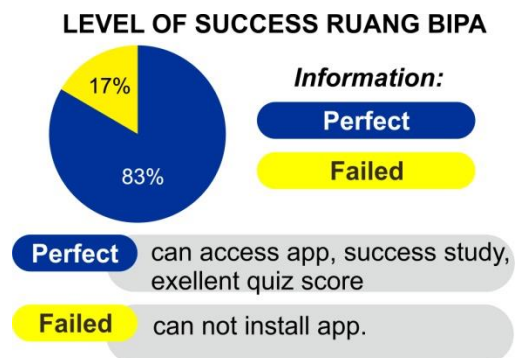 LEVEL OF SUCCESS RUANG BIPA
17%
83%
Information:
Perfect
Failed
Perfect can access app, success study,
exellent quiz score
Failed can not install app.